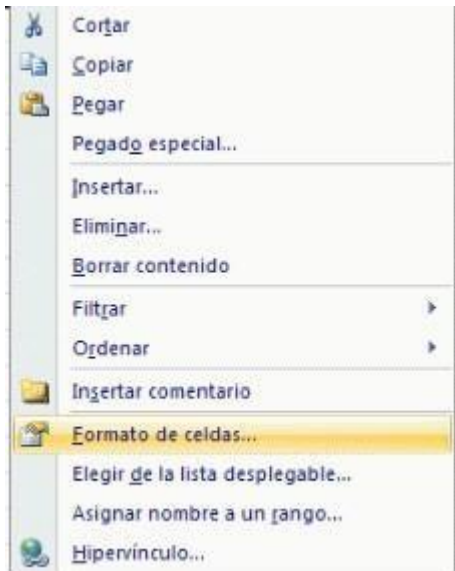 Cortar
Copiar
Pegar
Pegado especial...
Insertar...
Eliminar...
Borrar contenido
Filtrar
Ordenar
Insertar comentario
Formato de celdas...
Elegir de la lista desplegable...
Asignar nombre a un rango...
Hipervínculo...